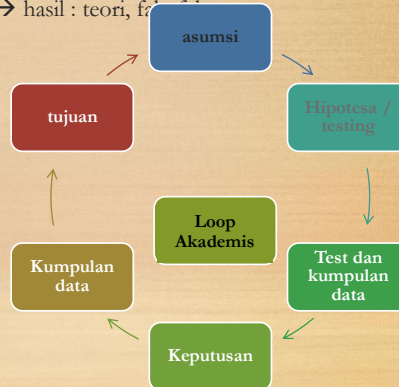 → hasil : teori,
asumsi
tujuan
Hipotesa /
testing
Loop
Akademis
Kumpulan
data
Test dan
kumpulan
data
Keputusan